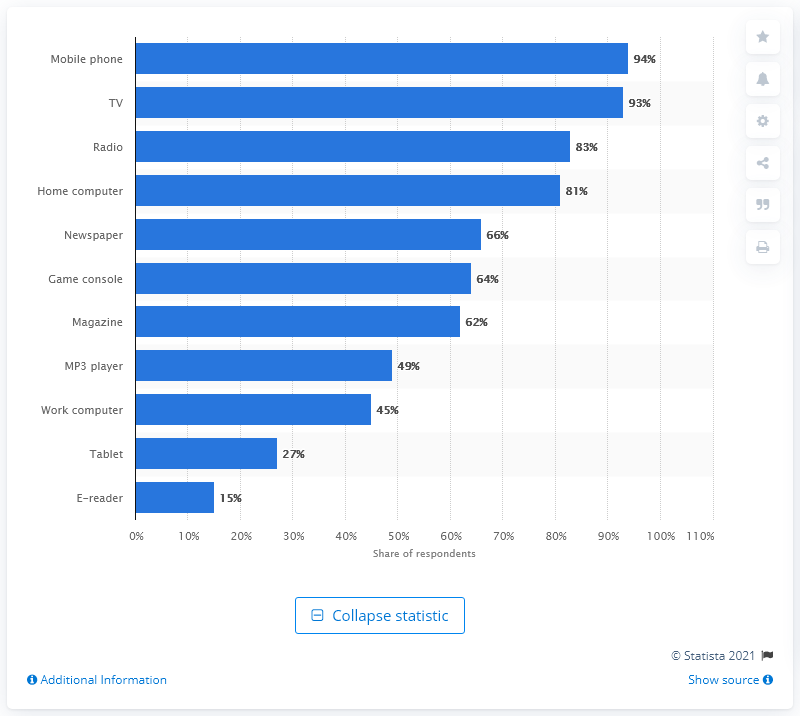 Mobile phone 94%
TV 93%
Radio 83%
Home computer 81%
Newspaper 66%
Game console 64%
Magazine 62%
MP3 player 49%
Work computer 45%
Tablet 27%
E-reader 15%
0% 10% 20% 30% 40% 50% 60% 70% 80% 90% 100% 110%
Share of respondents
Collapse statistic
© Statista 2021
Additional Information Show source